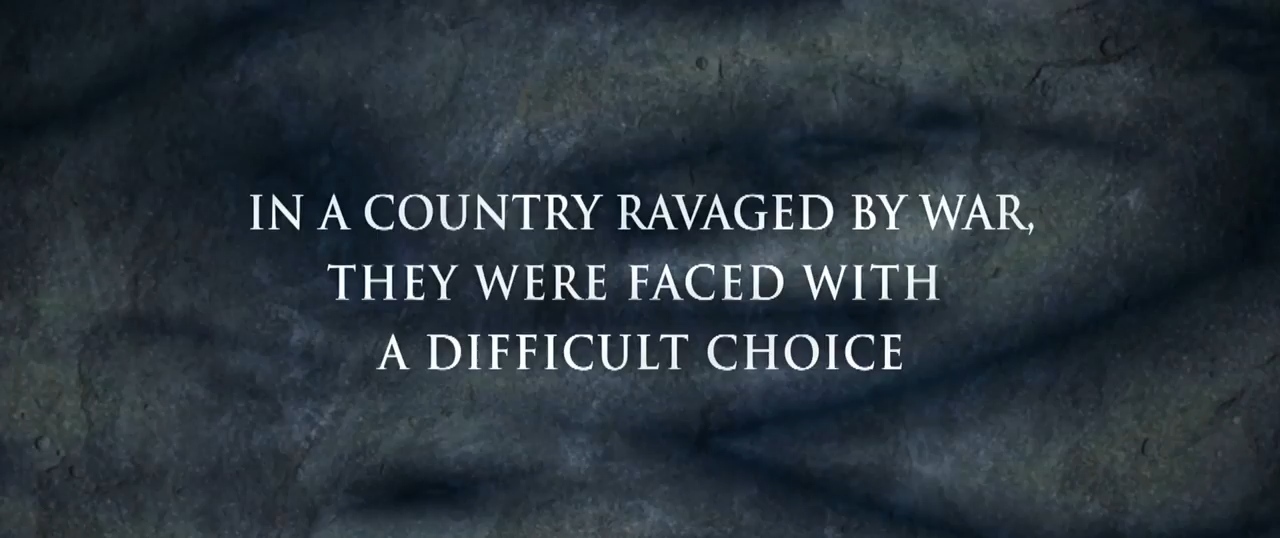 IN A COUNTRY RAVAGED BY WAR,
THEY WERE FACED WITH
A DIFFICULT CHOICE